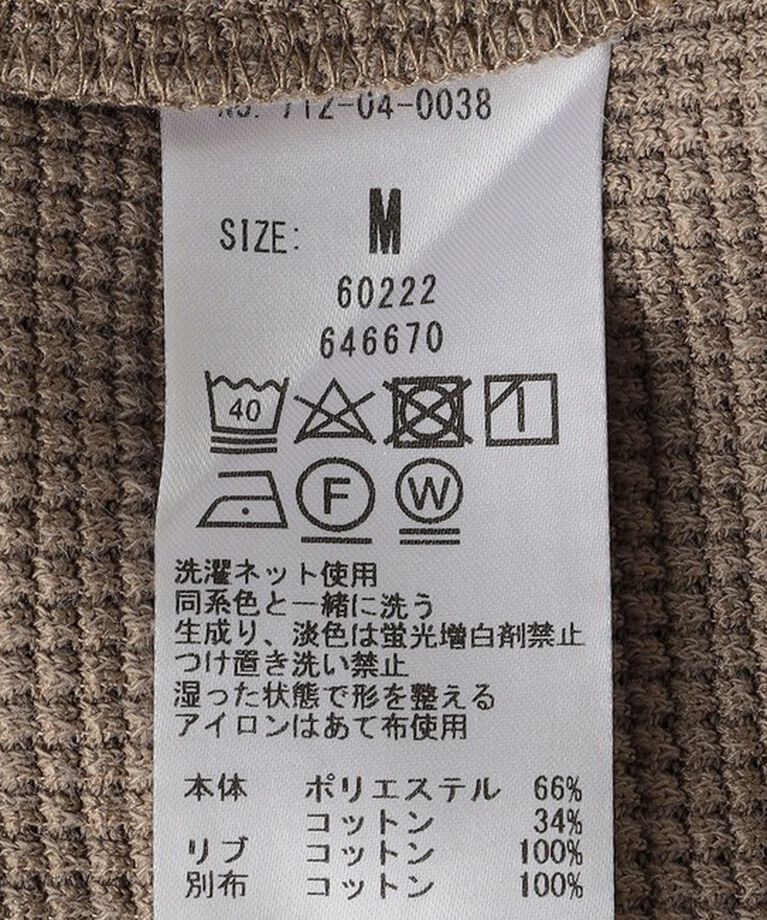 NO. 712-04-0038
SIZE: M
60222
646670
40
F W
洗濯ネット使用
同系色と一緒に洗う
生成り、淡色は蛍光増白剤禁止
つけ置き洗い禁止
湿った状態で形を整える
アイロンはあて布使用
本体 ポリエステル 66%
コットン 34%
リブ コットン 100%
別布 コットン 100%